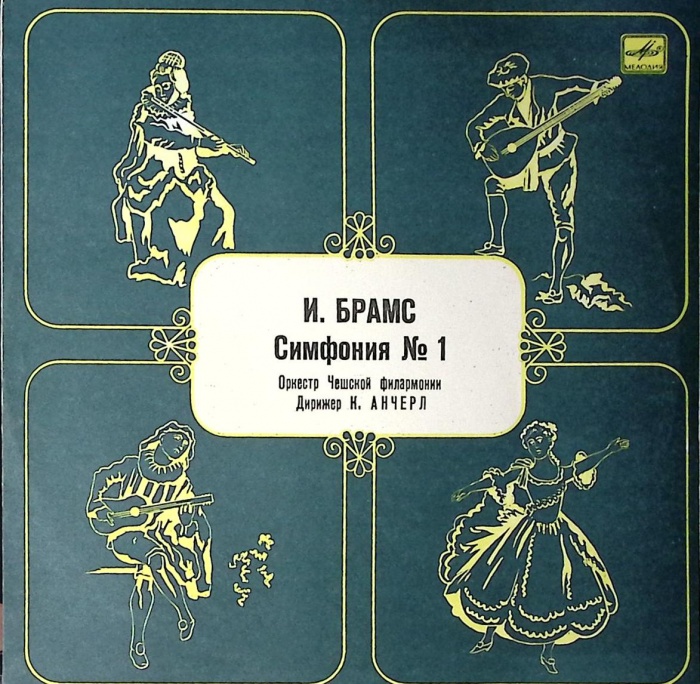 МЕЛОДИЯ
И. БРАМС
Симфония № 1
Оркестр Чешской филармонии
Дирижер К. АНЧЕРЛ